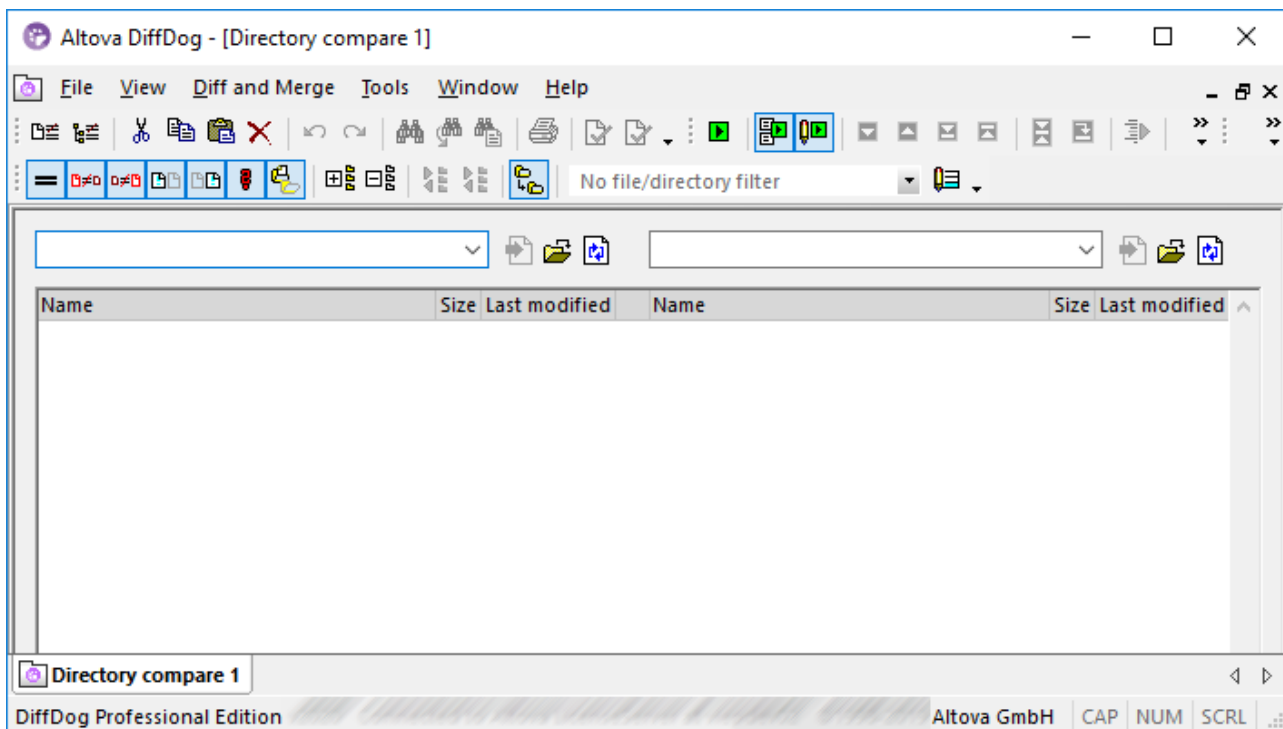 Altova DiffDog - [Directory compare 1]
File View Diff and Merge Tools Window Help
No file/directory filter
Name Size Last modified Name Size Last modified
Directory compare 1
DiffDog Professional Edition Altova GmbH CAP NUM SCRL